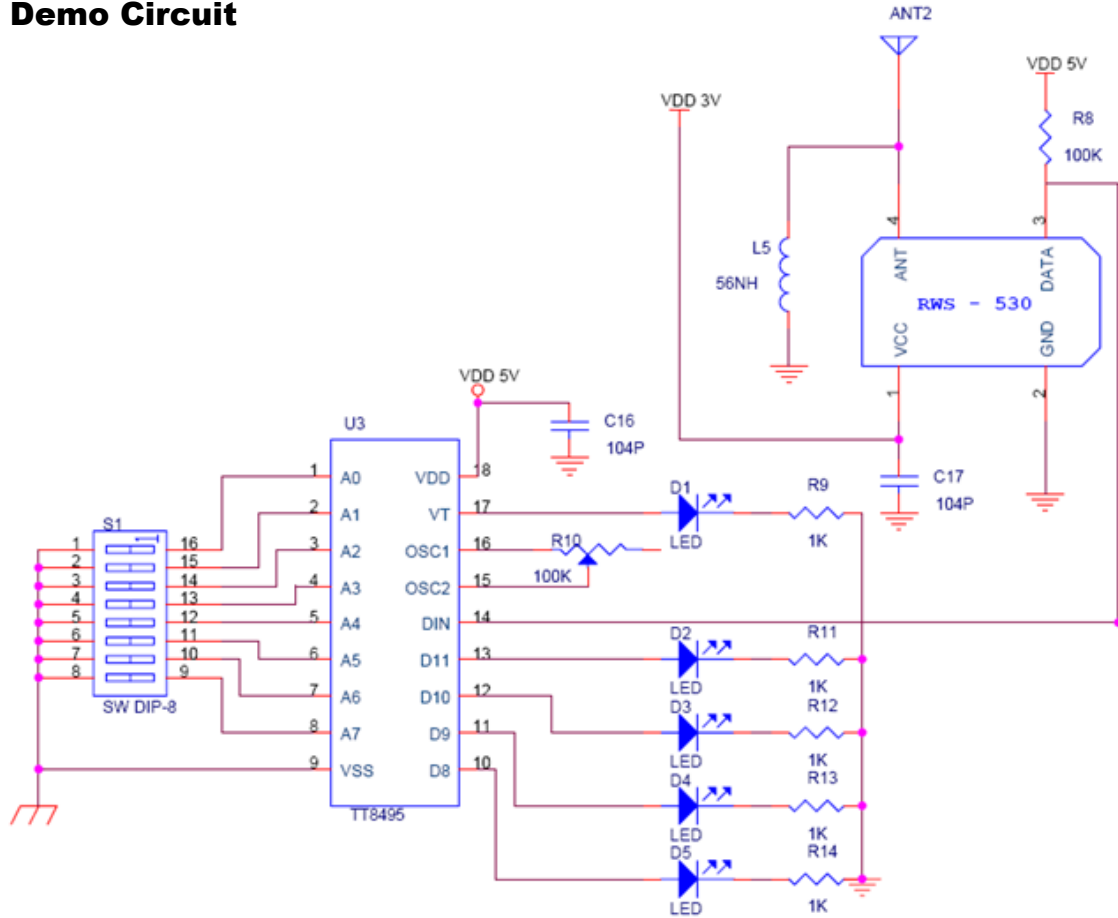 Demo Circuit
ANT2
VDD 5V
VDD 3V
R8
100K
4
3
L5
56NH
ANT
DATA
RWS - 530
VCC
GND
1
2
VDD 5V
C16
104P
C17
104P
U3
1 A0 VDD 18
2 A1 VT 17
3 A2 OSC1 16
4 A3 OSC2 15
5 A4 DIN 14
6 A5 D11 13
7 A6 D10 12
8 A7 D9 11
9 VSS D8 10
TT8495
S1
1 16
2 15
3 14
4 13
5 12
6 11
7 10
8 9
SW DIP-8
D1 R9
LED 1K
R10
100K
D2 R11
LED 1K
D3 R12
LED 1K
D4 R13
LED 1K
D5 R14
LED 1K